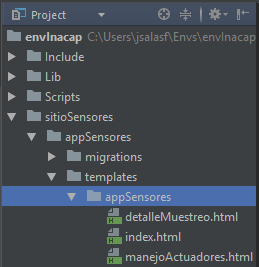 Project
envInacap C:\Users\jsalasf\Envs\envInacap
Include
Lib
Scripts
sitioSensores
appSensores
migrations
templates
appSensores
detalleMuestreo.html
index.html
manejoActuadores.html